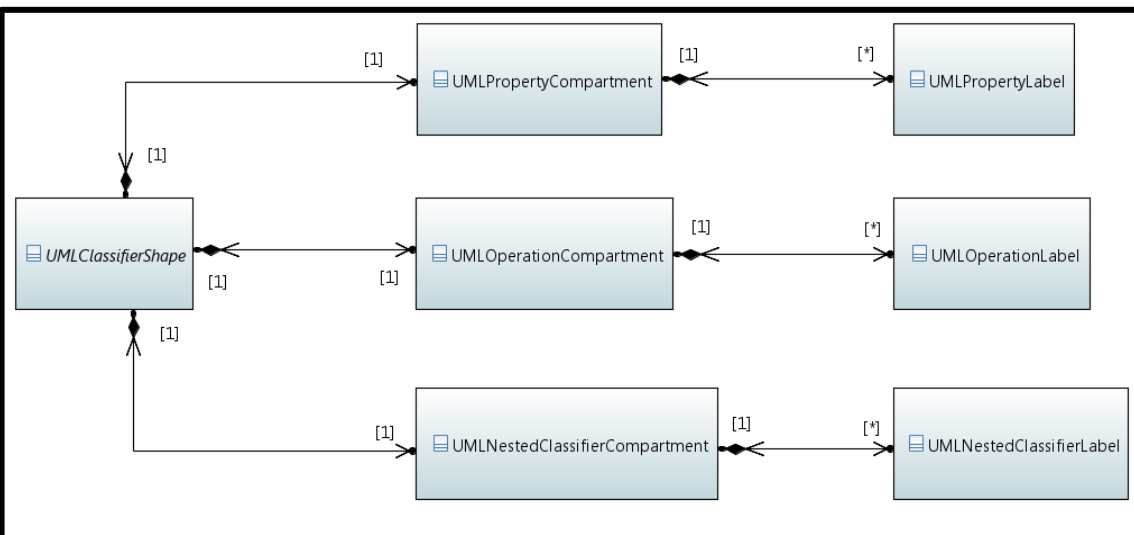 [1]
UMLPropertyCompartment
[1]
[*]
UMLPropertyLabel
[1]
UMLClassifierShape
[1]
[1]
UMLOperationCompartment
[1]
[*]
UMLOperationLabel
[1]
[1]
UMLNestedClassifierCompartment
[1]
[*]
UMLNestedClassifierLabel